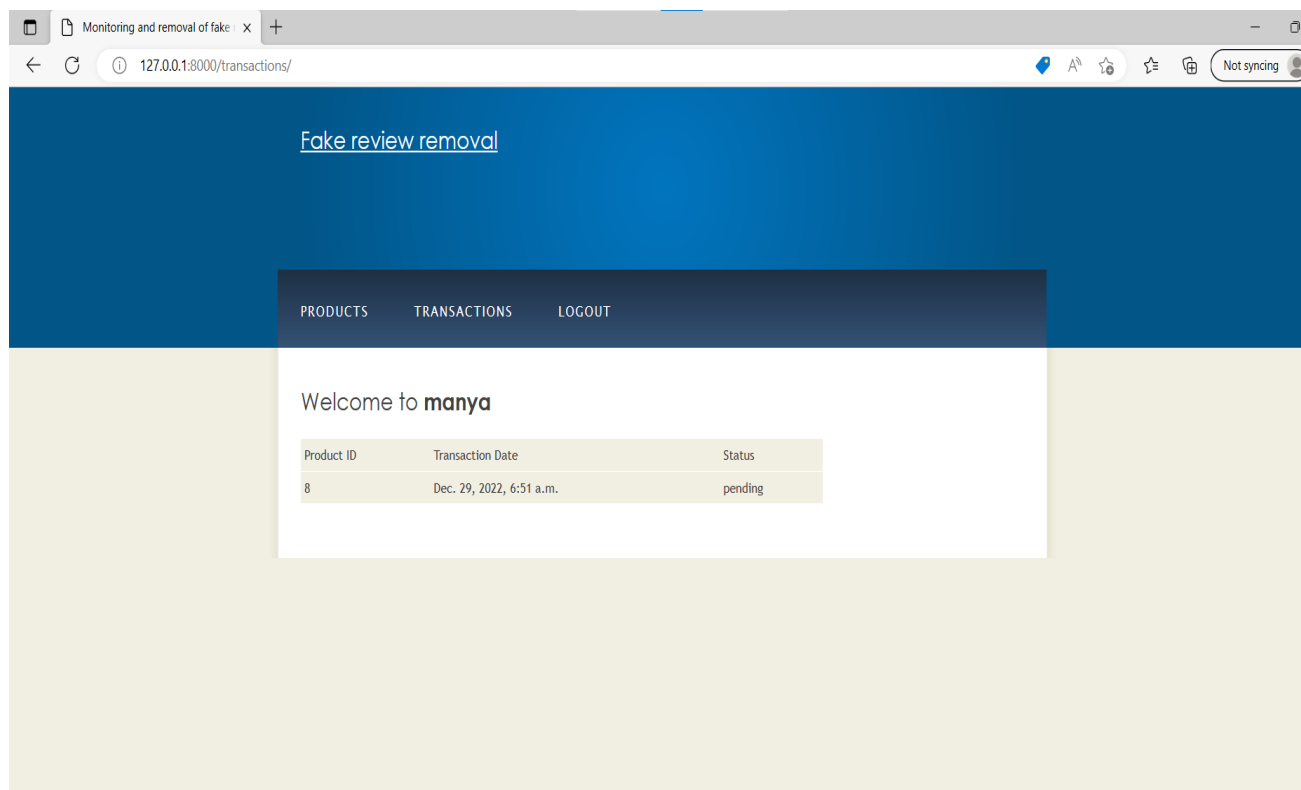 Monitoring and removal of fake
127.0.0.1:8000/transactions/
Not syncing
Fake review removal
PRODUCTS TRANSACTIONS LOGOUT
Welcome to manya
Product ID Transaction Date Status
8 Dec. 29, 2022, 6:51 a.m. pending